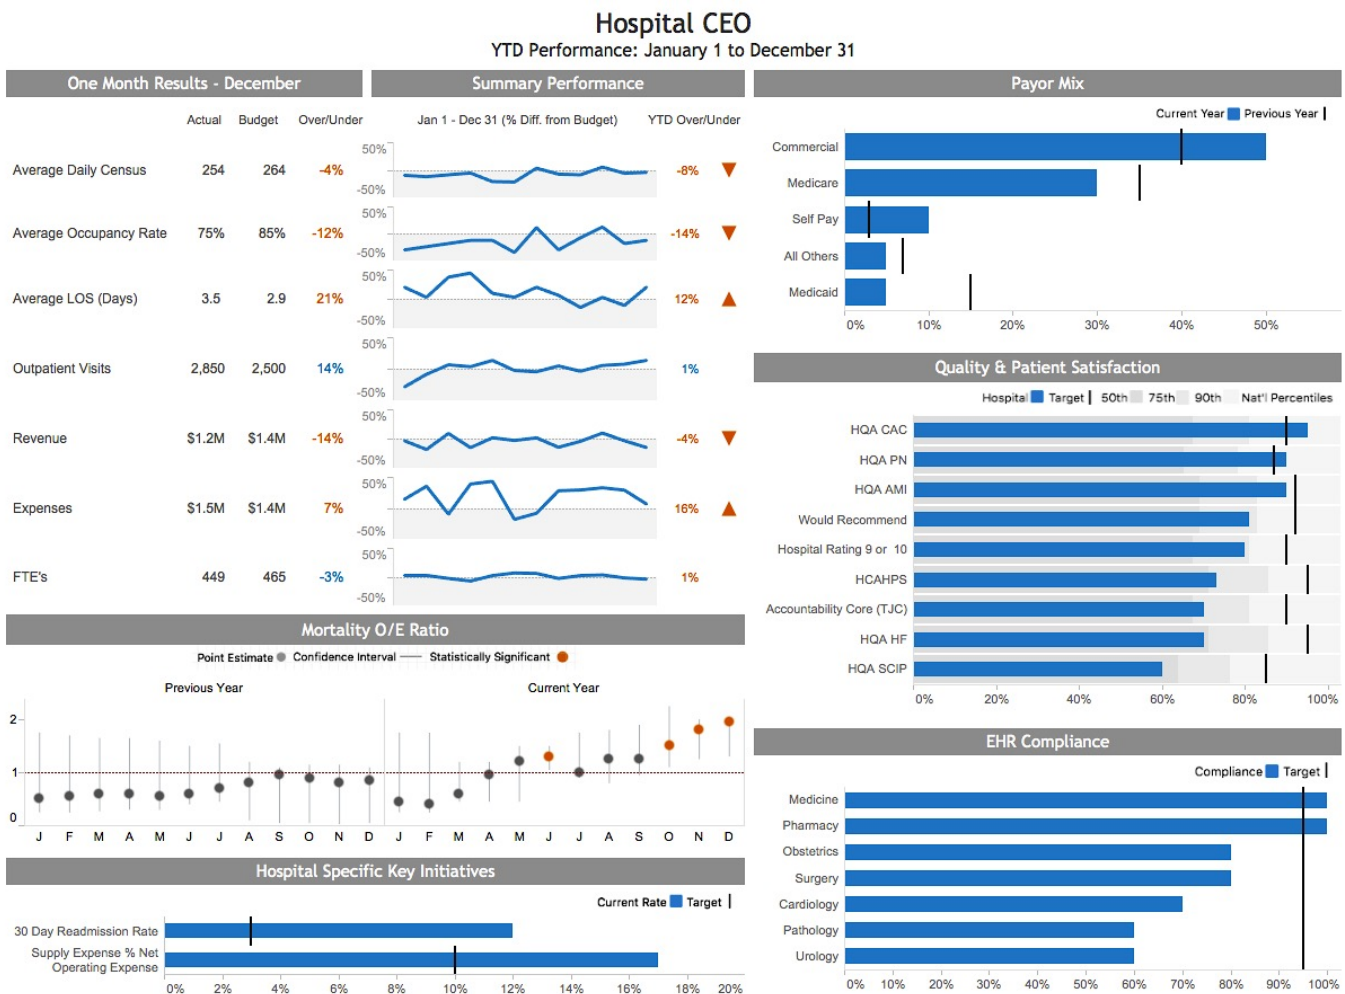 Hospital CEO
YTD Performance: January 1 to December 31
One Month Results - December
Actual Budget Over/Under
Average Daily Census 254 264 -4%
Average Occupancy Rate 75% 85% -12%
Average LOS (Days) 3.5 2.9 21%
Outpatient Visits 2,850 2,500 14%
Revenue $1.2M $1.4M -14%
Expenses $1.5M $1.4M 7%
FTE's 449 465 -3%
Summary Performance
Jan 1 - Dec 31 (% Diff. from Budget) YTD Over/Under
50%
-50%
-8%
50%
-50%
-14%
50%
-50%
12%
50%
-50%
1%
50%
-50%
-4%
50%
-50%
16%
50%
-50%
1%
Mortality O/E Ratio
Point Estimate Confidence Interval Statistically Significant
Previous Year Current Year
2
1
0
J F M A M J J A S O N D J F M A M J J A S O N D
Hospital Specific Key Initiatives
Current Rate Target
30 Day Readmission Rate
Supply Expense % Net
Operating Expense
0% 2% 4% 6% 8% 10% 12% 14% 16% 18% 20%
Payor Mix
Current Year Previous Year
Commercial
Medicare
Self Pay
All Others
Medicaid
0% 10% 20% 30% 40% 50%
Quality & Patient Satisfaction
Hospital Target 50th 75th 90th Nat'l Percentiles
HQA CAC
HQA PN
HQA AMI
Would Recommend
Hospital Rating 9 or 10
HCAHPS
Accountability Core (TJC)
HQA HF
HQA SCIP
0% 20% 40% 60% 80% 100%
EHR Compliance
Compliance Target
Medicine
Pharmacy
Obstetrics
Surgery
Cardiology
Pathology
Urology
0% 10% 20% 30% 40% 50% 60% 70% 80% 90% 100%